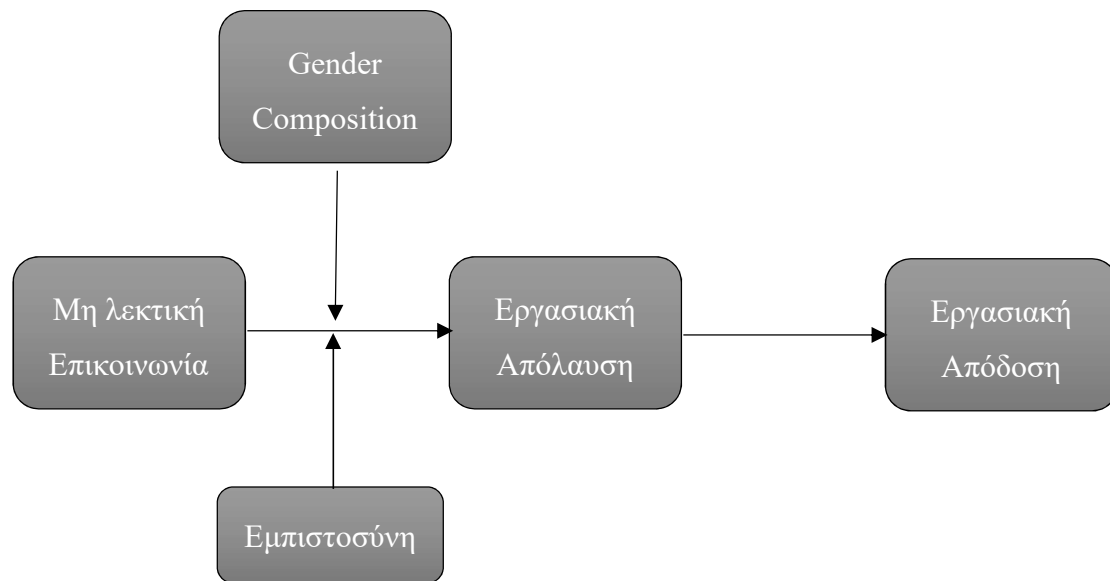 Gender
Composition
Μη λεκτική
Επικοινωνία
Εργασιακή
Απόλαυση
Εργασιακή
Απόδοση
Εμπιστοσύνη